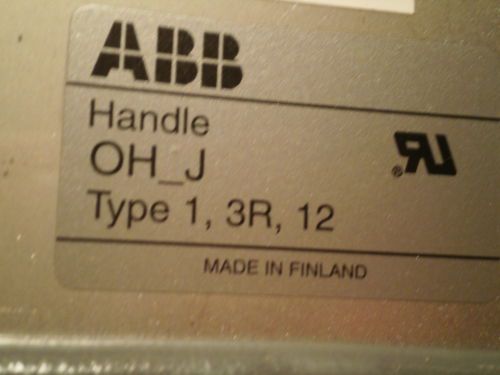 ABB
Handle
OH_J
Type 1, 3R, 12
MADE IN FINLAND